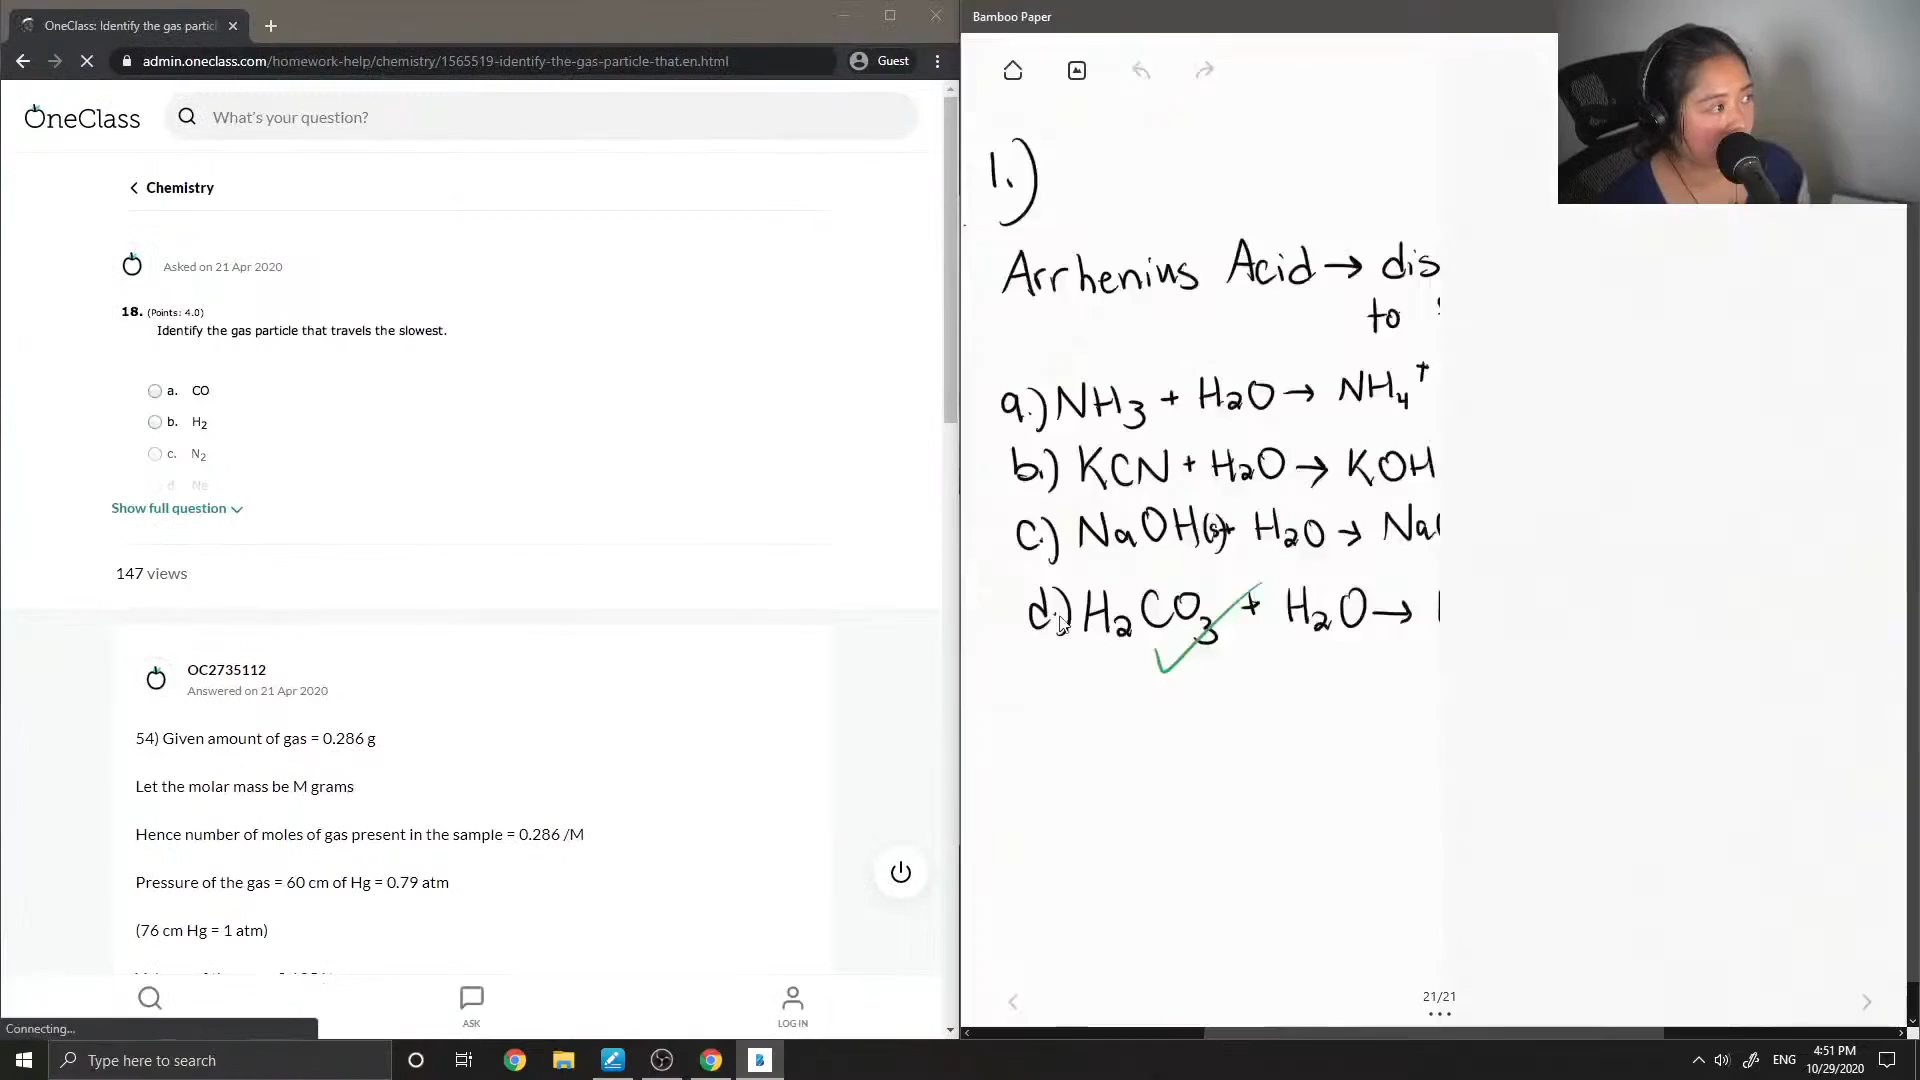 OneClass: Identify the gas partic
admin.oneclass.com/homework-help/chemistry/1565519-identify-the-gas-particle-that.en.html
Guest
OneClass
What's your question?
Chemistry
Asked on 21 Apr 2020
18. (Points: 4.0)
Identify the gas particle that travels the slowest.
a. CO
b. H2
c. N2
d. Ne
Show full question
147 views
OC2735112
Answered on 21 Apr 2020
54) Given amount of gas = 0.286 g
Let the molar mass be M grams
Hence number of moles of gas present in the sample = 0.286 /M
Pressure of the gas = 60 cm of Hg = 0.79 atm
(76 cm Hg = 1 atm)
ASK
LOG IN
Connecting...
Bamboo Paper
1.)
Arrhenius Acid → dis
to
a.) NH3 + H2O → NH4+
b.) KCN + H2O → KOH
c.) NaOH(s) + H2O → Na
d.) H2CO3 + H2O →
21/21
Type here to search
ENG
4:51 PM
10/29/2020